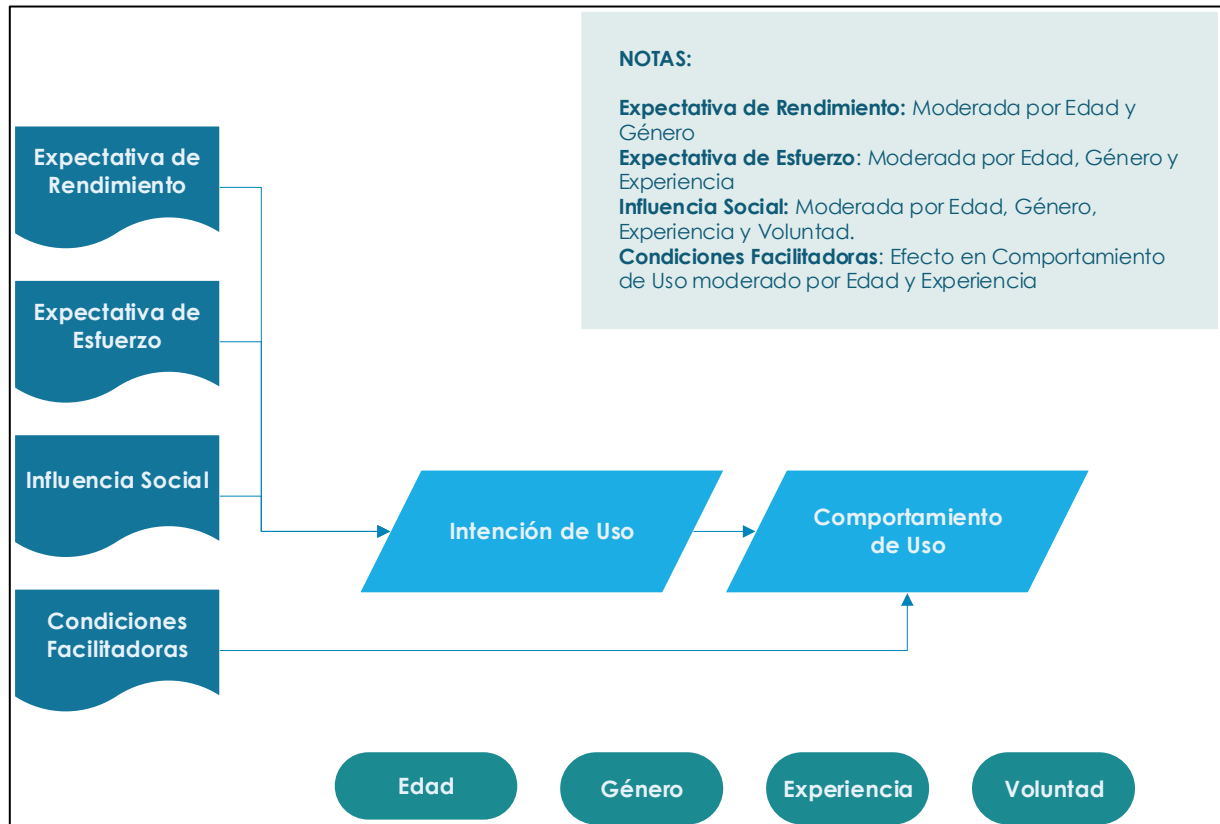 NOTAS:
Expectativa de Rendimiento: Moderada por Edad y
Género
Expectativa de Esfuerzo: Moderada por Edad, Género y
Experiencia
Influencia Social: Moderada por Edad, Género,
Experiencia y Voluntad.
Condiciones Facilitadoras: Efecto en Comportamiento
de Uso moderado por Edad y Experiencia
Expectativa de
Rendimiento
Expectativa de
Esfuerzo
Influencia Social
Intención de Uso
Comportamiento
de Uso
Condiciones
Facilitadoras
Edad
Género
Experiencia
Voluntad